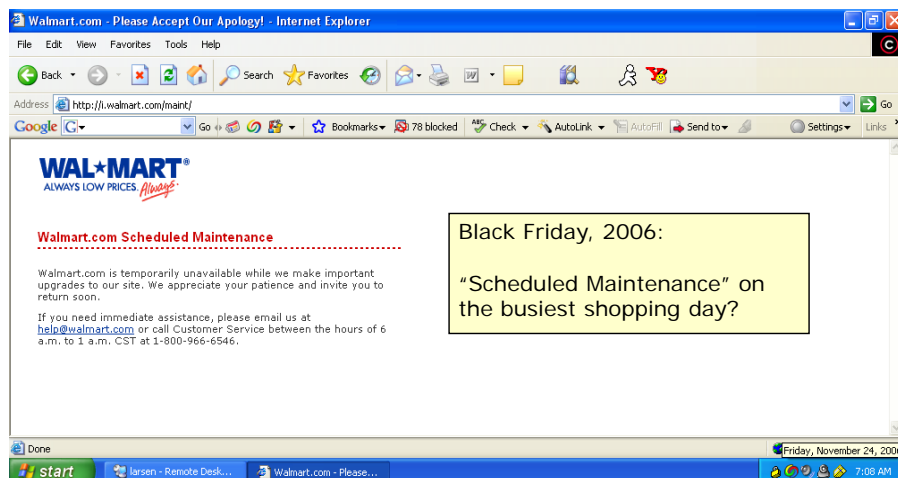 Walmart.com - Please Accept Our Apology! - Internet Explorer
File Edit View Favorites Tools Help
Back Search Favorites
Address http://i.walmart.com/maint/ Go
Google G Go Bookmarks 78 blocked Check AutoLink AutoFill Send to Settings Links
WAL★MART®
ALWAYS LOW PRICES. Always.
Walmart.com Scheduled Maintenance
Walmart.com is temporarily unavailable while we make important
upgrades to our site. We appreciate your patience and invite you to
return soon.
If you need immediate assistance, please email us at
help@walmart.com or call Customer Service between the hours of 6
a.m. to 1 a.m. CST at 1-800-966-6546.
Black Friday, 2006:
“Scheduled Maintenance” on
the busiest shopping day?
Done
Friday, November 24, 200
start larsen - Remote Desk... Walmart.com - Please... 7:08 AM